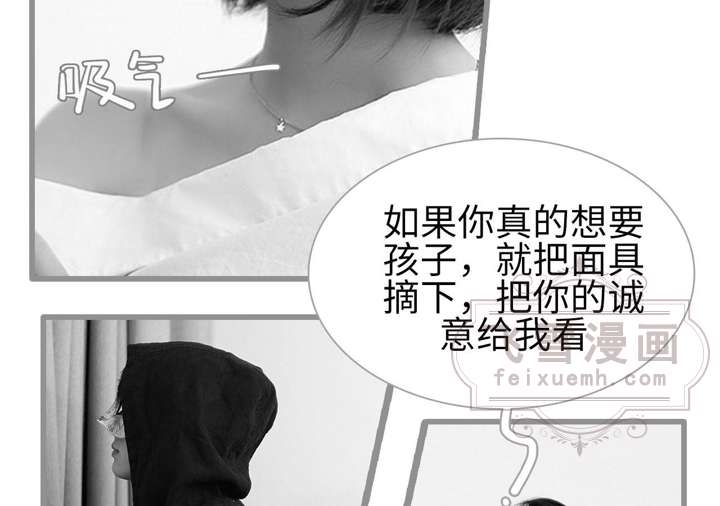 吸气
如果你真的想要
孩子，就把面具
摘下，把你的诚
意给我看
飞雪漫画
feixuemh.com